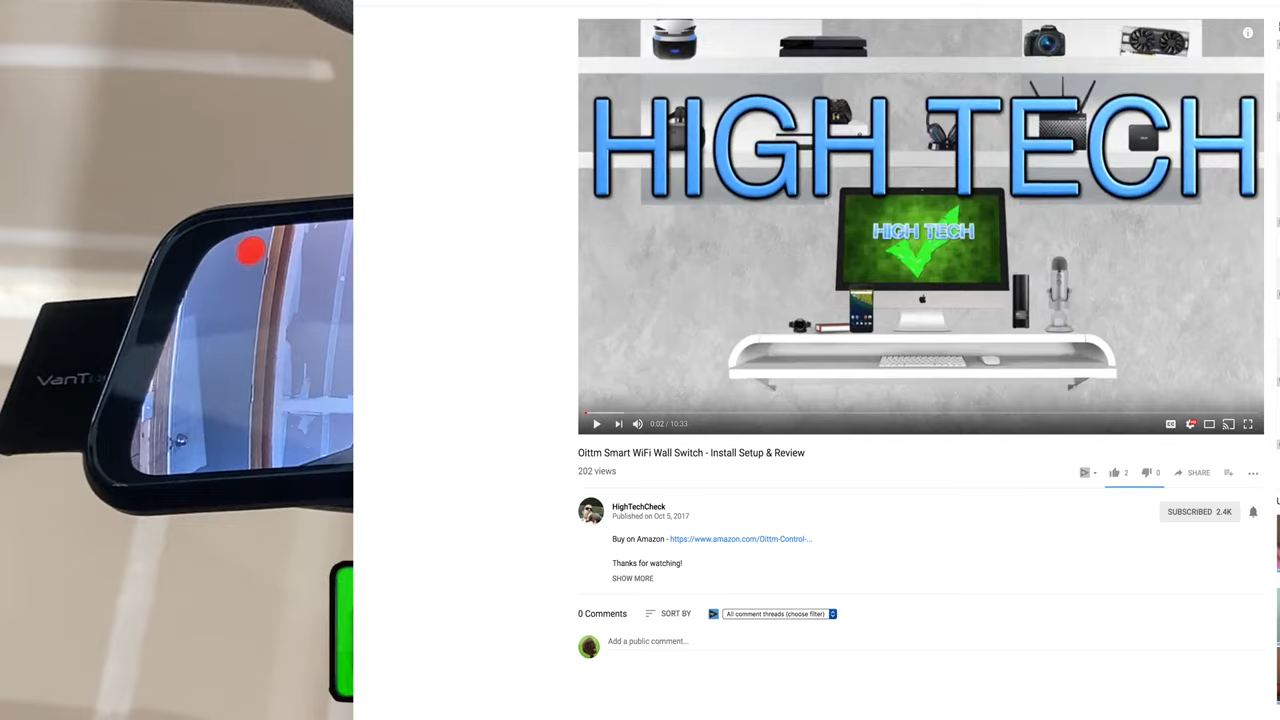 VanT
HIGH TECH
HIGH TECH
0:02 / 10:33
CC
Oittm Smart WiFi Wall Switch - Install Setup & Review
202 views
2
0
SHARE
HighTechCheck
Published on Oct 5, 2017
SUBSCRIBED 2.4K
Buy on Amazon - https://www.amazon.com/Oittm-Control-...
Thanks for watching!
SHOW MORE
0 Comments
SORT BY
All comment threads (choose filter)
Add a public comment...